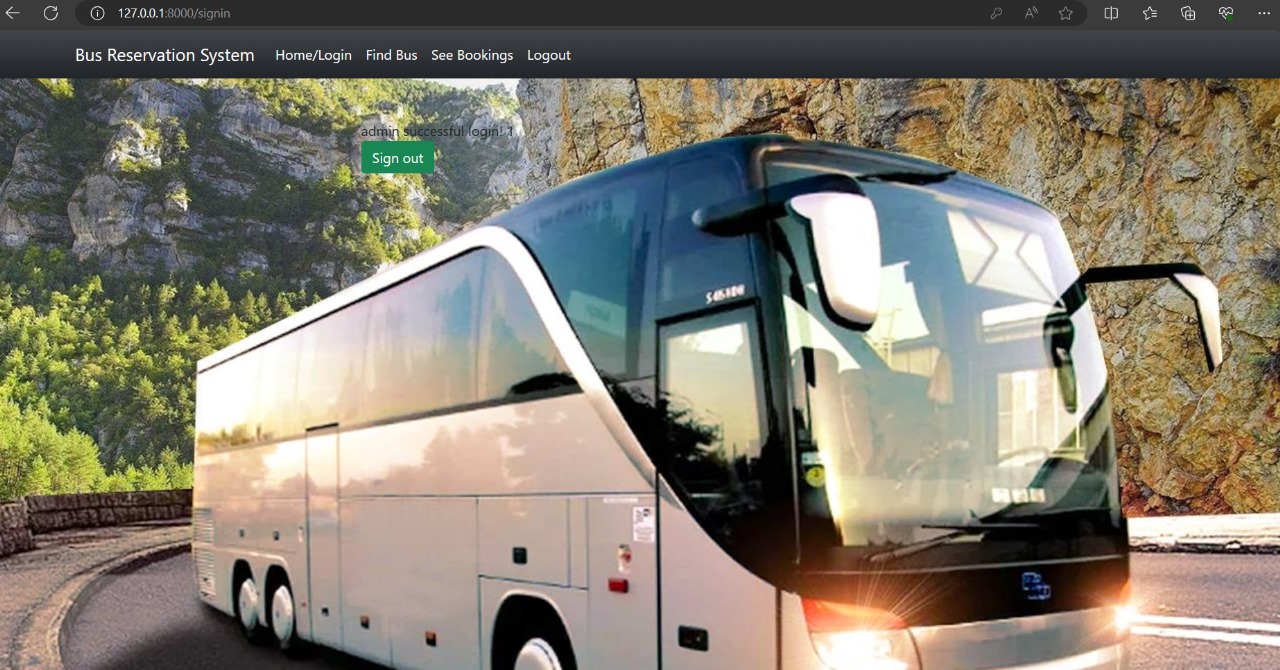 127.0.0.1:8000/signin
Bus Reservation System Home/Login Find Bus See Bookings Logout
admin successful login! 1
Sign out